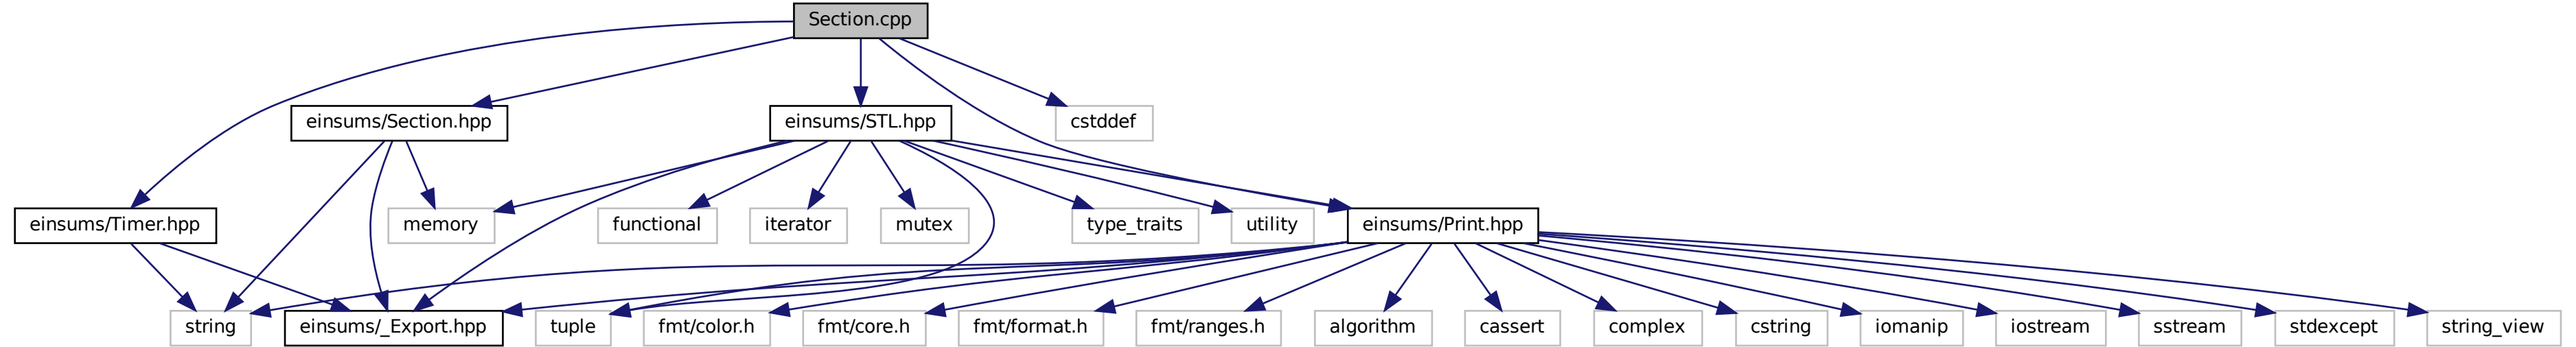 Section.cpp
einsums/Section.hpp
einsums/STL.hpp
cstddef
einsums/Timer.hpp
memory
functional
iterator
mutex
type_traits
utility
einsums/Print.hpp
string
einsums/_Export.hpp
tuple
fmt/color.h
fmt/core.h
fmt/format.h
fmt/ranges.h
algorithm
cassert
complex
cstring
iomanip
iostream
sstream
stdexcept
string_view